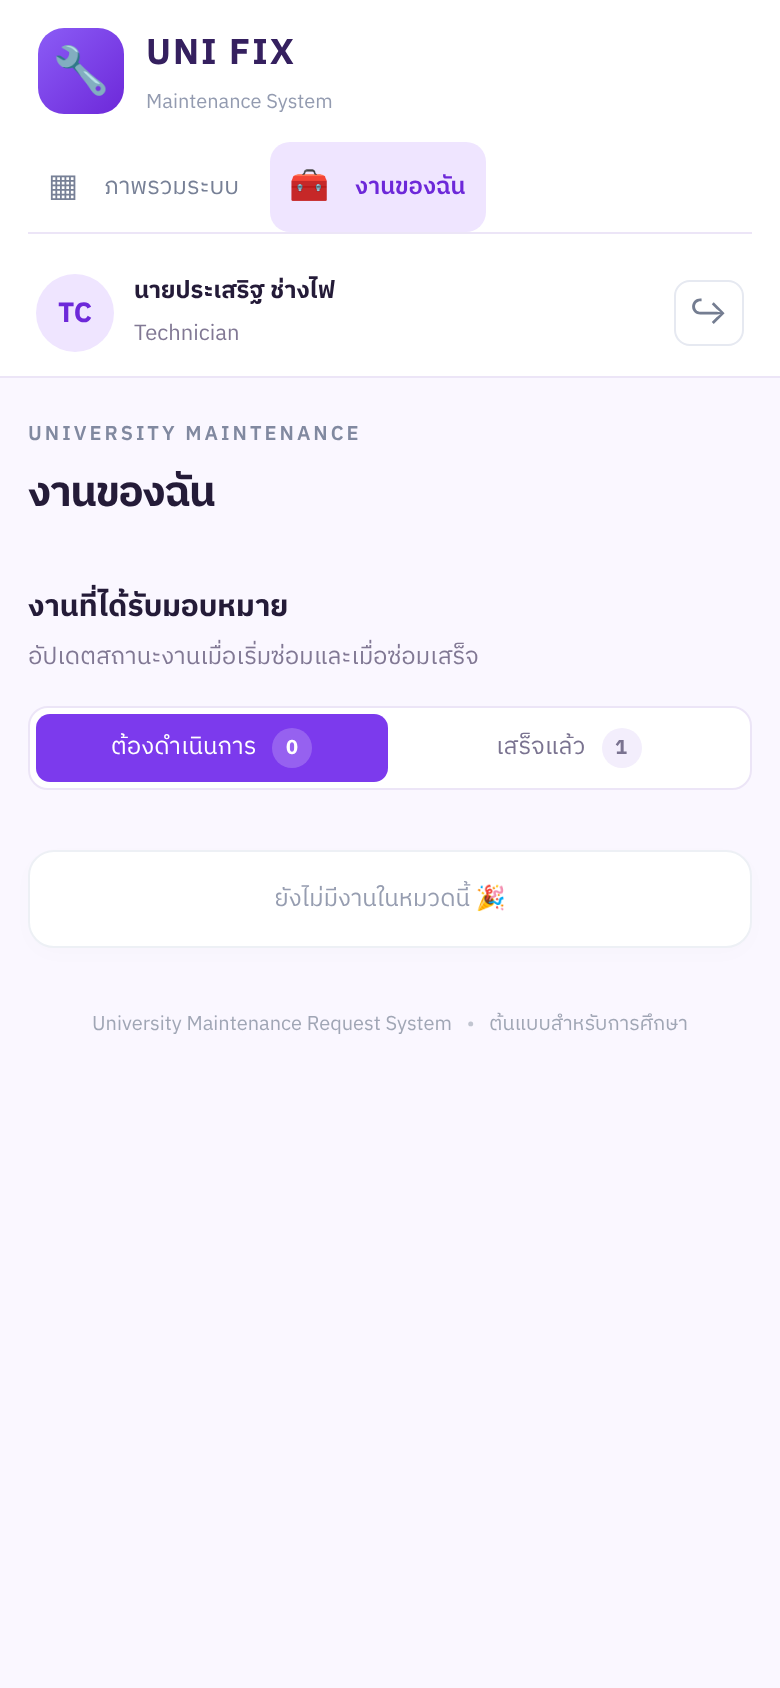 UNI FIX
Maintenance System
ภาพรวมระบบ
งานของฉัน
TC
นายประเสริฐ ช่างไฟ
Technician
UNIVERSITY MAINTENANCE
งานของฉัน
งานที่ได้รับมอบหมาย
อัปเดตสถานะงานเมื่อเริ่มซ่อมและเมื่อซ่อมเสร็จ
ต้องดำเนินการ 0
เสร็จแล้ว 1
ยังไม่มีงานในหมวดนี้ 🎉
University Maintenance Request System • ต้นแบบสำหรับการศึกษา